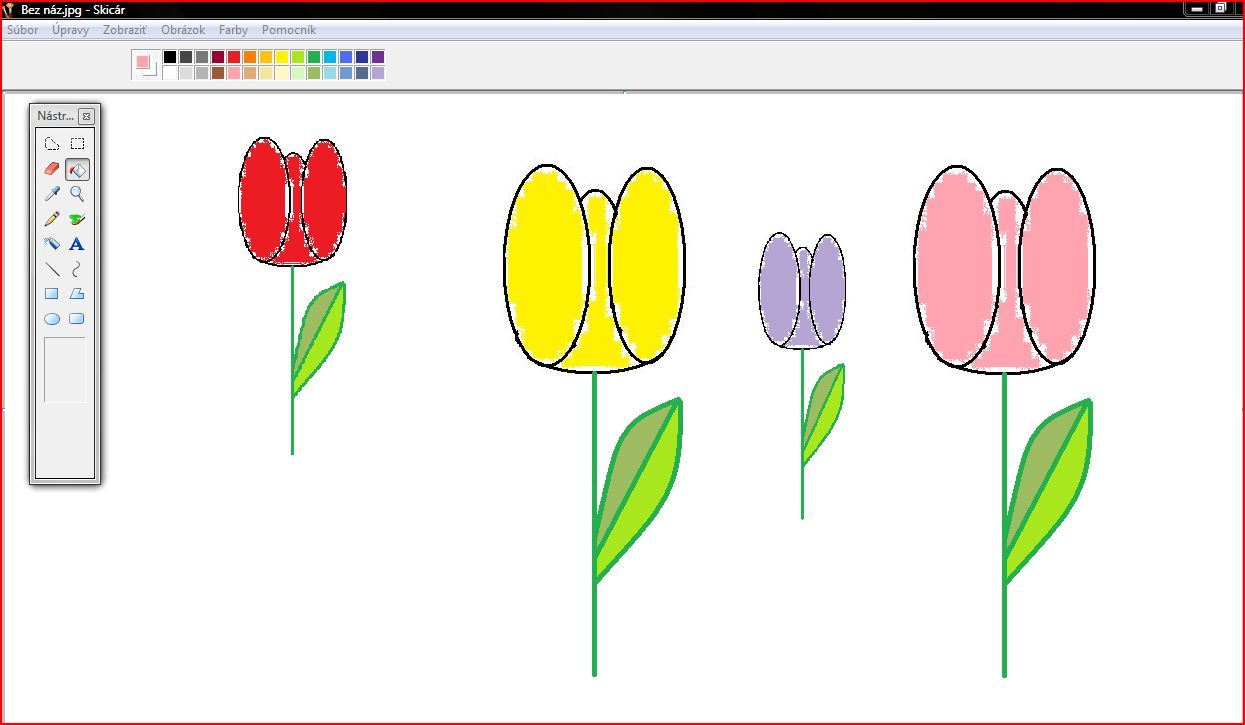 Bez náz.jpg - Skicár
Súbor Úpravy Zobraziť Obrázok Farby Pomocník
Nástr...
A